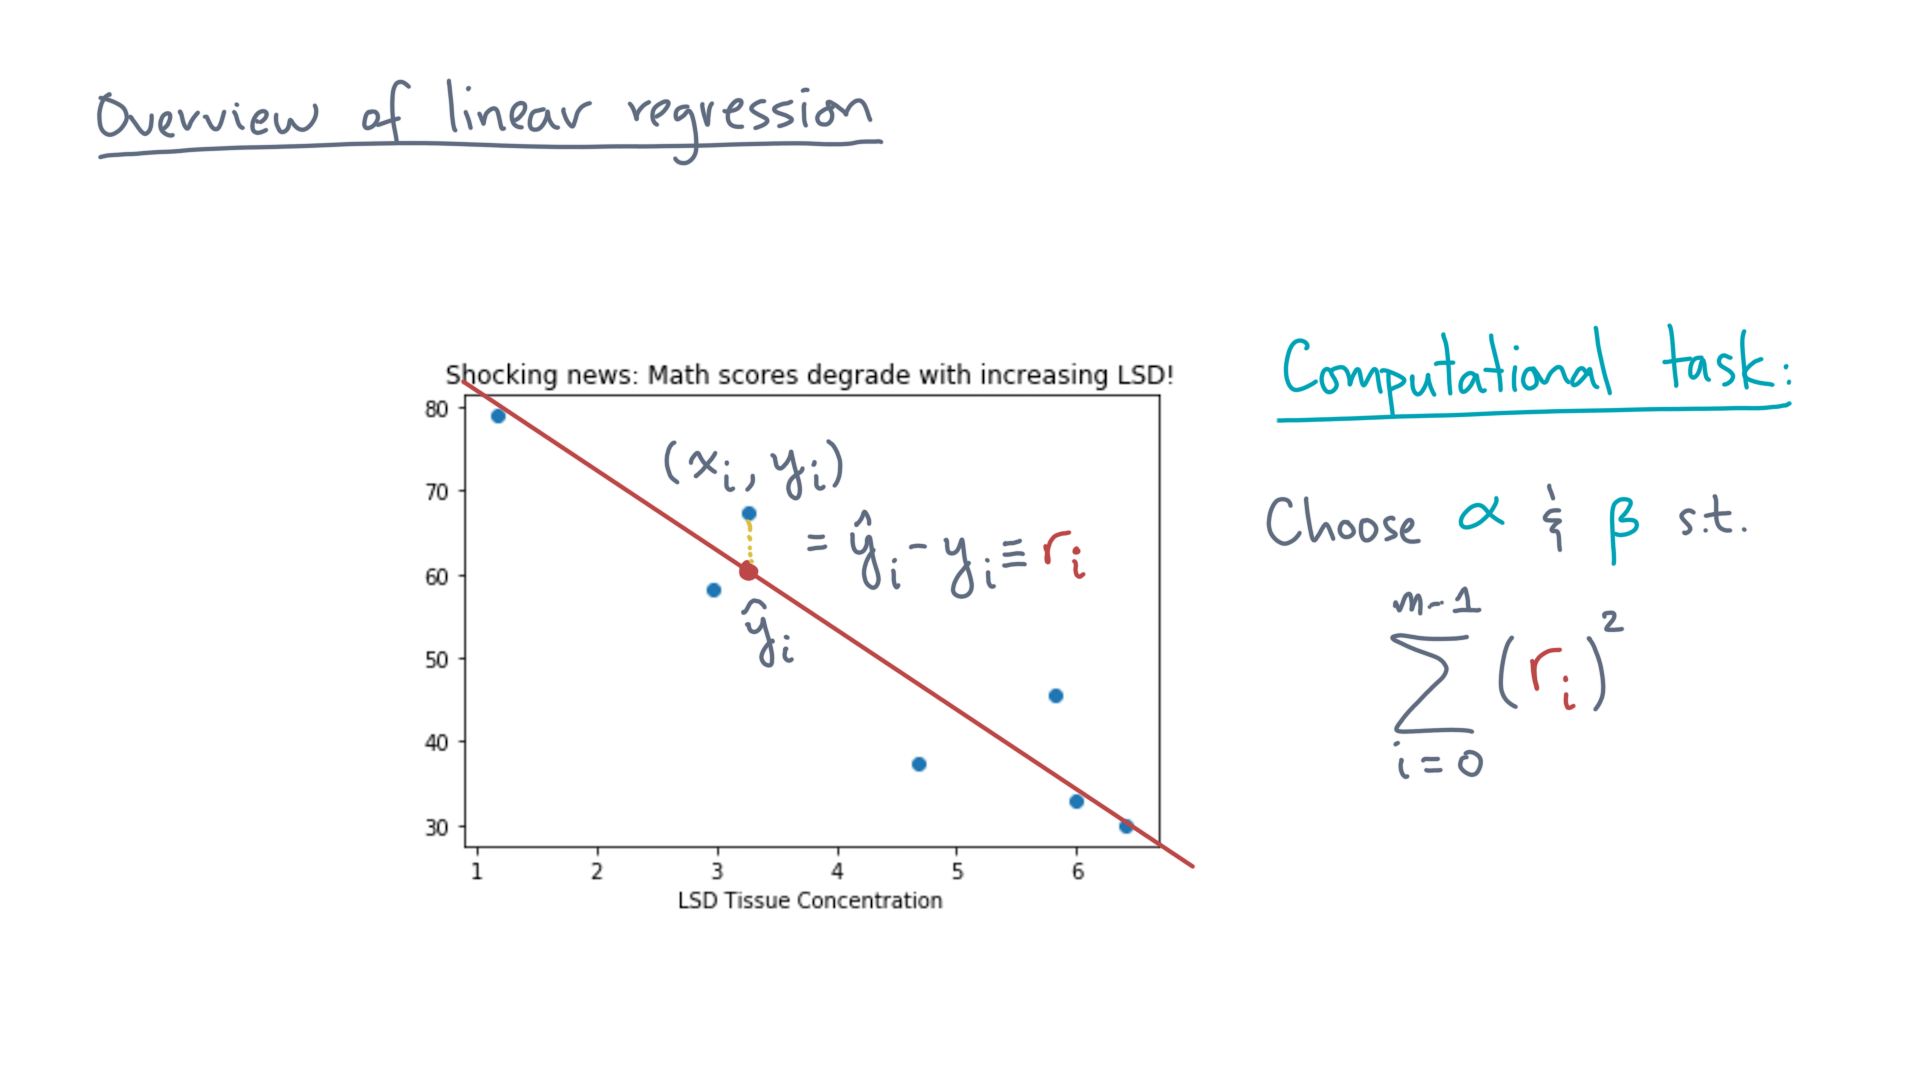 Overview of linear regression
Shocking news: Math scores degrade with increasing LSD!
80
70
60
50
40
30
(xᵢ, yᵢ)
= ŷᵢ - yᵢ ≡ rᵢ
ŷᵢ
1 2 3 4 5 6
LSD Tissue Concentration
Computational task:
Choose α & β s.t.
m-1
∑ (rᵢ)²
i = 0